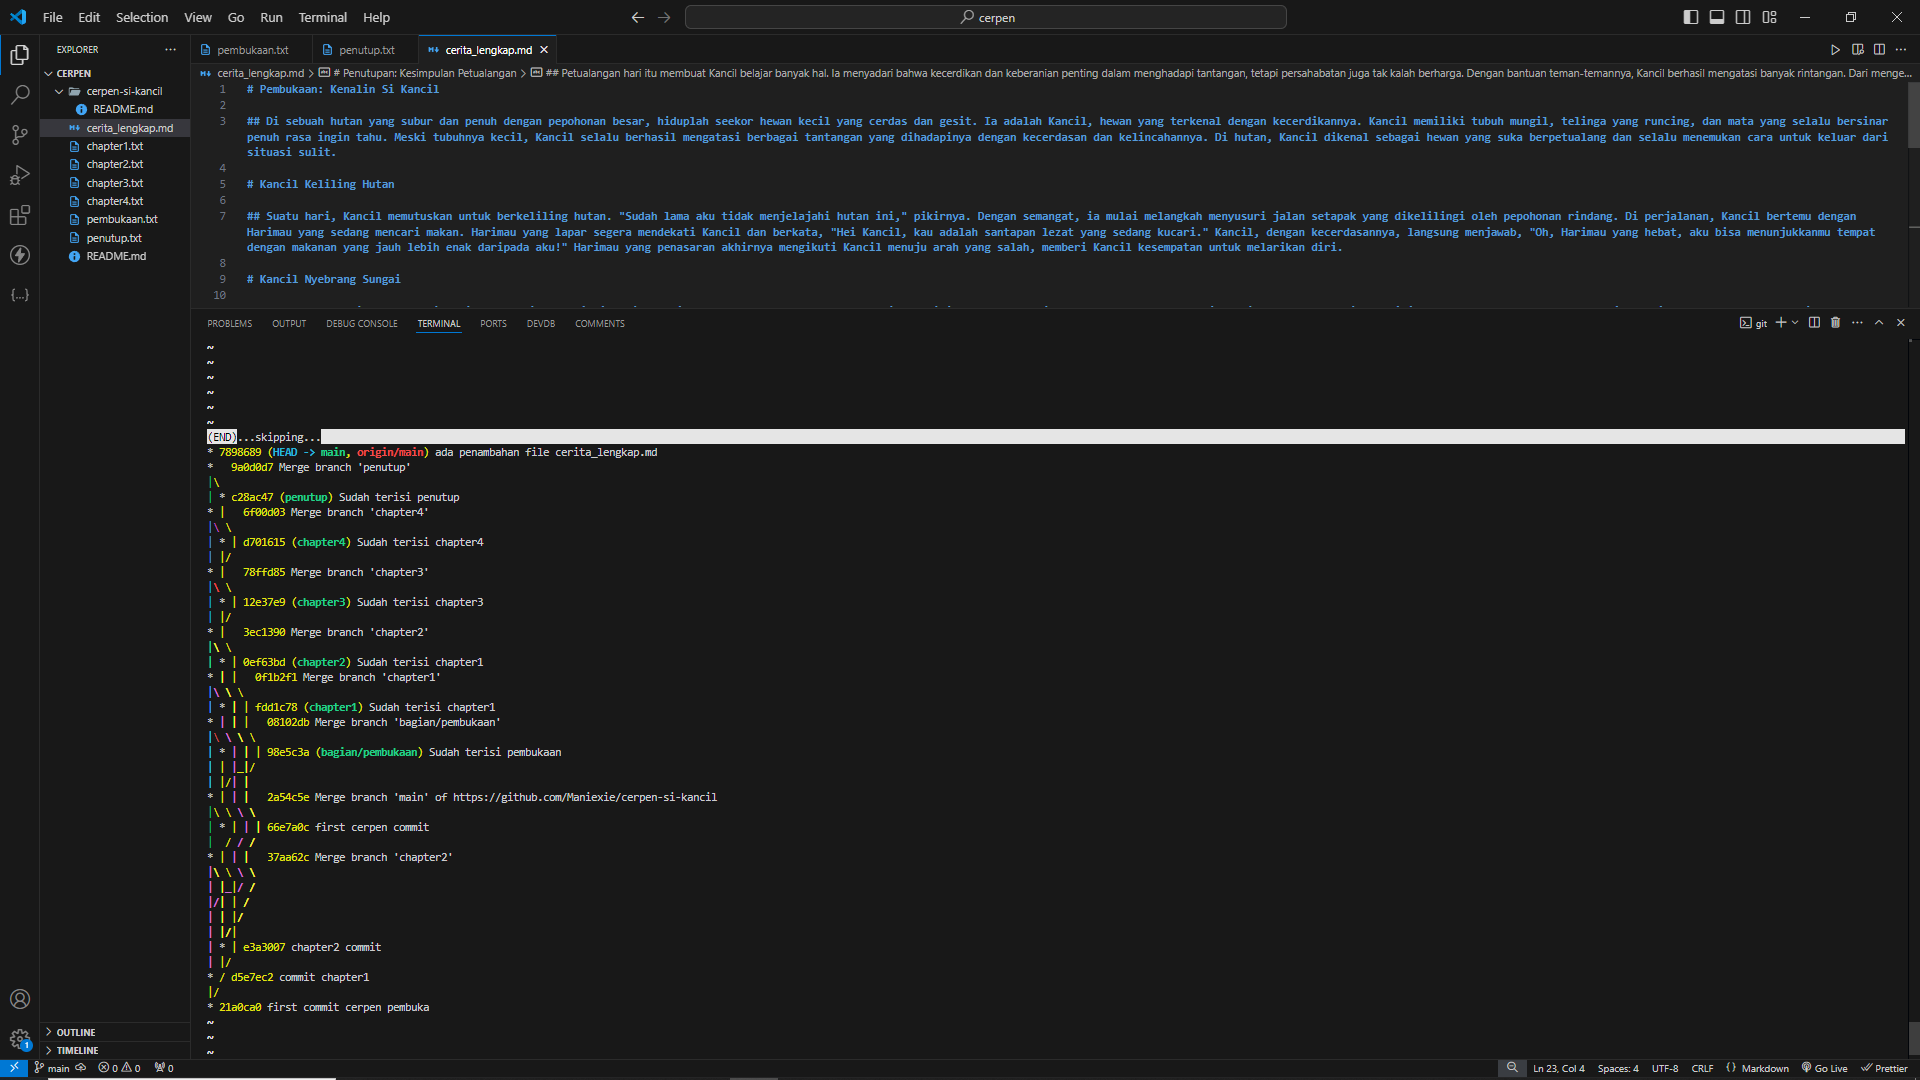 File Edit Selection View Go Run Terminal Help
cerpen
EXPLORER
CERPEN
cerpen-si-kancil
README.md
cerita_lengkap.md
chapter1.txt
chapter2.txt
chapter3.txt
chapter4.txt
pembukaan.txt
penutup.txt
README.md
OUTLINE
TIMELINE
pembukaan.txt penutup.txt cerita_lengkap.md
cerita_lengkap.md > # Penutupan: Kesimpulan Petualangan > ## Petualangan hari itu membuat Kancil belajar banyak hal. Ia menyadari bahwa kecerdikan dan keberanian penting dalam menghadapi tantangan, tetapi persahabatan juga tak kalah berharga. Dengan bantuan teman-temannya, Kancil berhasil mengatasi banyak rintangan. Dari menge...
1 # Pembukaan: Kenalin Si Kancil
2
3 ## Di sebuah hutan yang subur dan penuh dengan pepohonan besar, hiduplah seekor hewan kecil yang cerdas dan gesit. Ia adalah Kancil, hewan yang terkenal dengan kecerdikannya. Kancil memiliki tubuh mungil, telinga yang runcing, dan mata yang selalu bersinar
penuh rasa ingin tahu. Meski tubuhnya kecil, Kancil selalu berhasil mengatasi berbagai tantangan yang dihadapinya dengan kecerdasan dan kelincahannya. Di hutan, Kancil dikenal sebagai hewan yang suka berpetualang dan selalu menemukan cara untuk keluar dari
situasi sulit.
4
5 # Kancil Keliling Hutan
6
7 ## Suatu hari, Kancil memutuskan untuk berkeliling hutan. "Sudah lama aku tidak menjelajahi hutan ini," pikirnya. Dengan semangat, ia mulai melangkah menyusuri jalan setapak yang dikelilingi oleh pepohonan rindang. Di perjalanan, Kancil bertemu dengan
Harimau yang sedang mencari makan. Harimau yang lapar segera mendekati Kancil dan berkata, "Hei Kancil, kau adalah santapan lezat yang sedang kucari." Kancil, dengan kecerdasannya, langsung menjawab, "Oh, Harimau yang hebat, aku bisa menunjukkanmu tempat
dengan makanan yang jauh lebih enak daripada aku!" Harimau yang penasaran akhirnya mengikuti Kancil menuju arah yang salah, memberi Kancil kesempatan untuk melarikan diri.
8
9 # Kancil Nyebrang Sungai
10
PROBLEMS OUTPUT DEBUG CONSOLE TERMINAL PORTS DEVDB COMMENTS
git
~
~
~
~
~
~
(END)...skipping...
* 7898689 (HEAD -> main, origin/main) ada penambahan file cerita_lengkap.md
*   9a0d0d7 Merge branch 'penutup'
|\
| * c28ac47 (penutup) Sudah terisi penutup
* |   6f00d03 Merge branch 'chapter4'
|\ \
| * | d701615 (chapter4) Sudah terisi chapter4
| |/
* |   78ffd85 Merge branch 'chapter3'
|\ \
| * | 12e37e9 (chapter3) Sudah terisi chapter3
| |/
* |   3ec1390 Merge branch 'chapter2'
|\ \
| * | 0ef63bd (chapter2) Sudah terisi chapter1
* | |   0f1b2f1 Merge branch 'chapter1'
|\ \ \
| * | | fdd1c78 (chapter1) Sudah terisi chapter1
* | | |   08102db Merge branch 'bagian/pembukaan'
|\ \ \ \
| * | | | 98e5c3a (bagian/pembukaan) Sudah terisi pembukaan
| | |_|/
| |/| |
* | | |   2a54c5e Merge branch 'main' of https://github.com/Maniexie/cerpen-si-kancil
|\ \ \ \
| * | | | 66e7a0c first cerpen commit
|  / / /
* | | |   37aa62c Merge branch 'chapter2'
|\ \ \ \
| |_|/ /
|/| | /
| | |/
| |/|
| * | e3a3007 chapter2 commit
| |/
* / d5e7ec2 commit chapter1
|/
* 21a0ca0 first commit cerpen pembuka
~
~
~
1
main 0 0 0
Ln 23, Col 4 Spaces: 4 UTF-8 CRLF {} Markdown Go Live Prettier